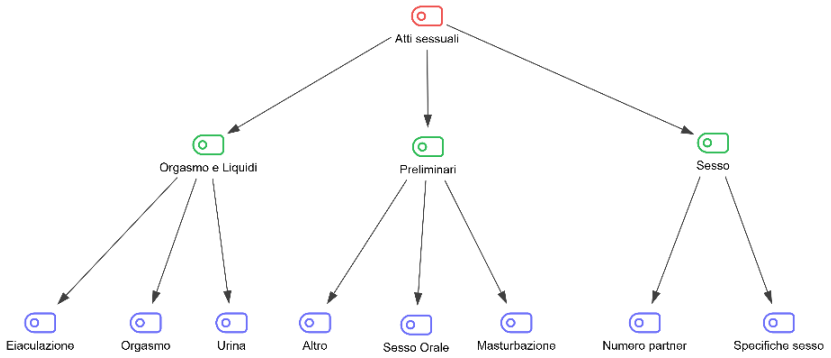 Atti sessuali
Orgasmo e Liquidi
Preliminari
Sesso
Eiaculazione
Orgasmo
Urina
Altro
Sesso Orale
Masturbazione
Numero partner
Specifiche sesso